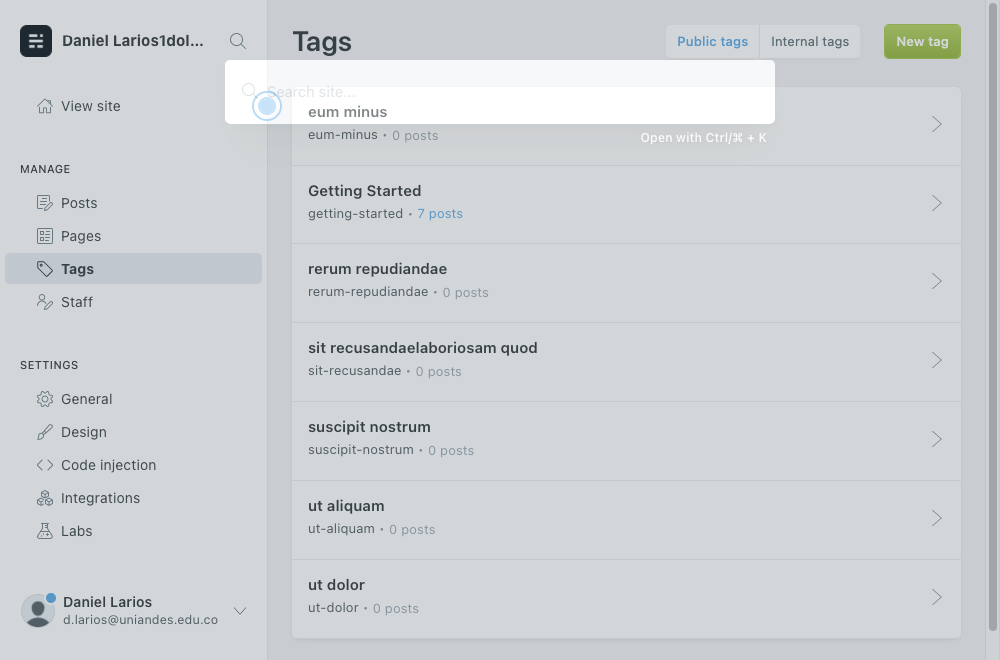 Daniel Larios1dol...
View site
MANAGE
Posts
Pages
Tags
Staff
SETTINGS
General
Design
Code injection
Integrations
Labs
Daniel Larios
d.larios@uniandes.edu.co
Tags
Public tags
Internal tags
New tag
Search site...
Open with Ctrl/⌘ + K
eum minus
eum-minus • 0 posts
Getting Started
getting-started • 7 posts
rerum repudiandae
rerum-repudiandae • 0 posts
sit recusandaelaboriosam quod
sit-recusandae • 0 posts
suscipit nostrum
suscipit-nostrum • 0 posts
ut aliquam
ut-aliquam • 0 posts
ut dolor
ut-dolor • 0 posts